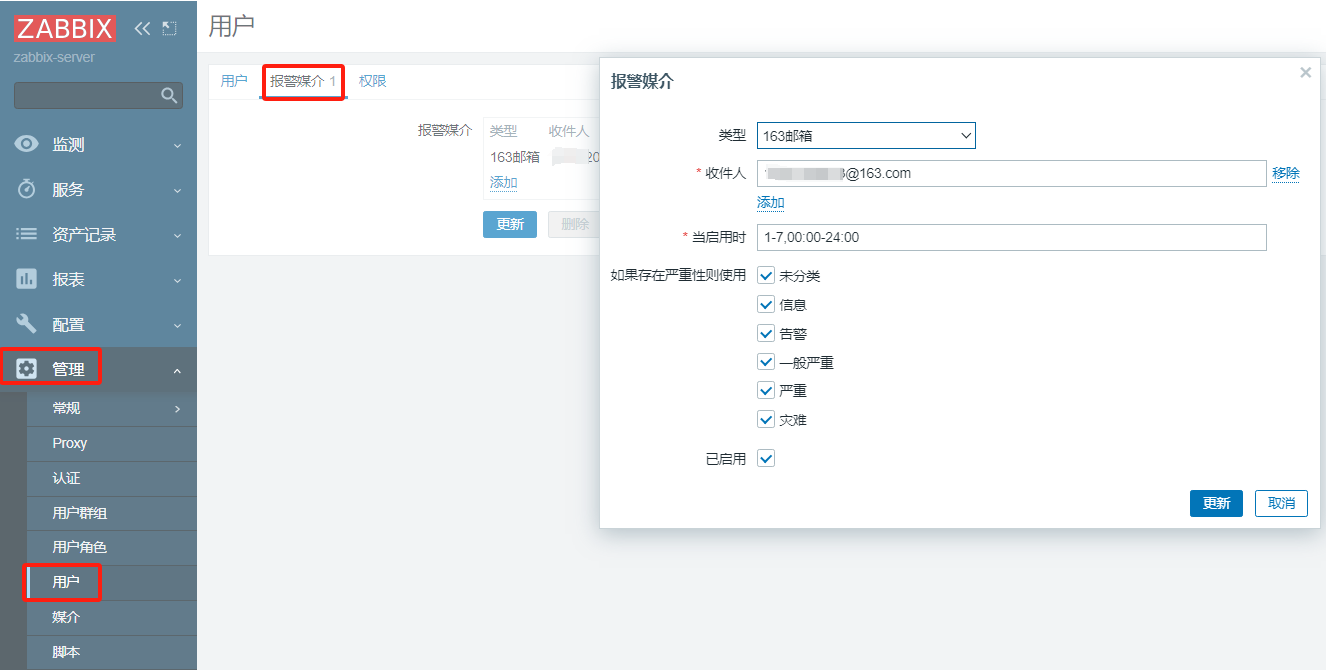 ZABBIX
zabbix-server
监测
服务
资产记录
报表
配置
管理
常规
Proxy
认证
用户群组
用户角色
用户
媒介
脚本
用户
用户 报警媒介 1 权限
报警媒介
类型 收件人
163邮箱 20
添加
更新 删除
报警媒介
类型 163邮箱
* 收件人 @163.com 移除
添加
* 当启用时 1-7,00:00-24:00
如果存在严重性则使用 未分类
信息
告警
一般严重
严重
灾难
已启用
更新 取消